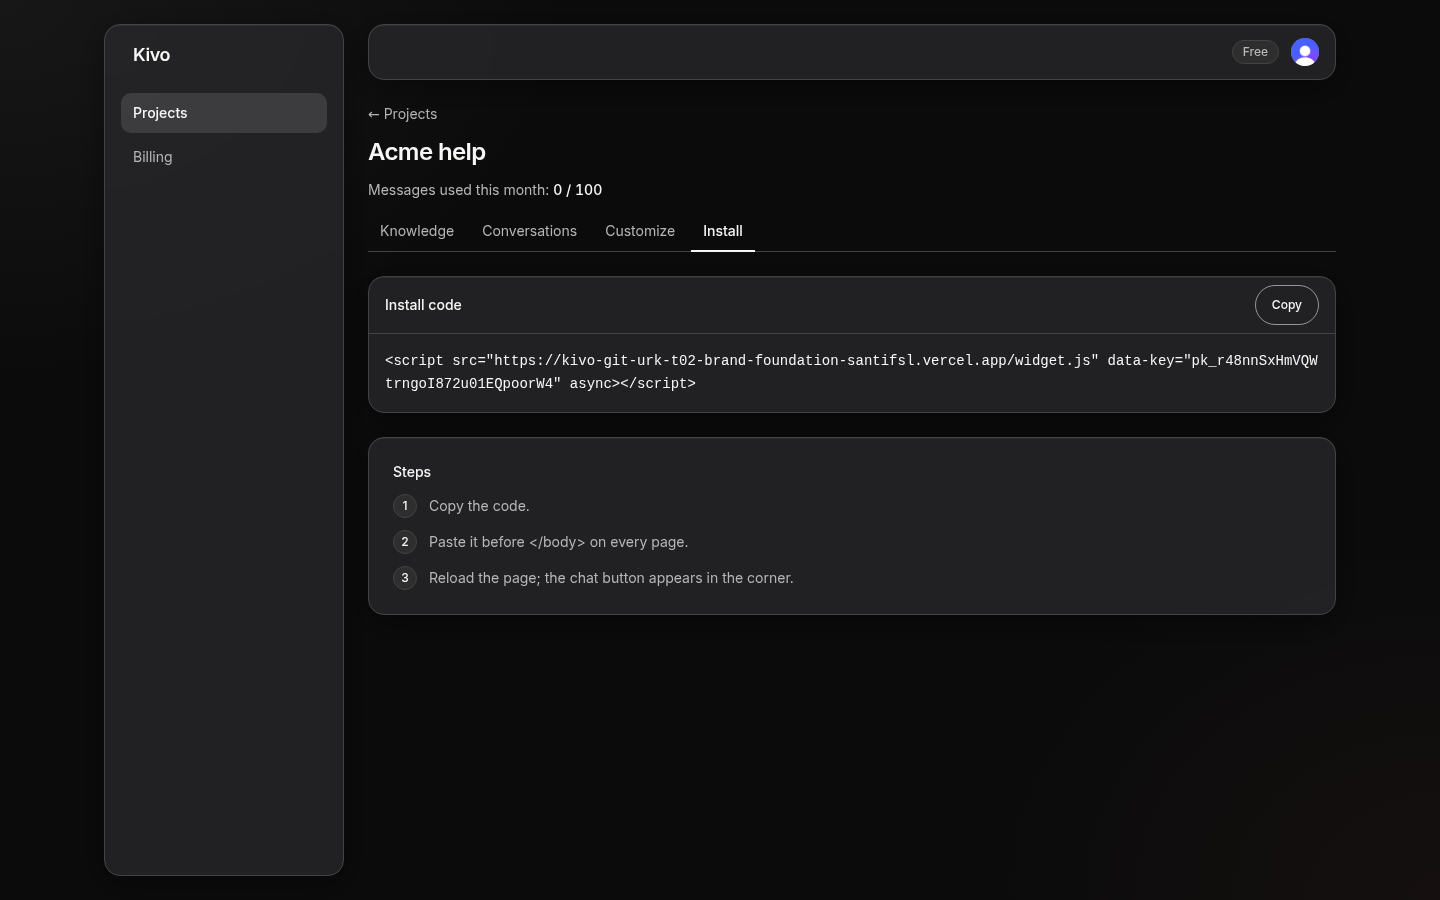 Kivo
Projects
Billing
Free
← Projects
Acme help
Messages used this month: 0 / 100
Knowledge Conversations Customize Install
Install code
Copy
<script src="https://kivo-git-urk-t02-brand-foundation-santifsl.vercel.app/widget.js" data-key="pk_r48nnSxHmVQW
trngoI872u01EQpoorW4" async></script>
Steps
1 Copy the code.
2 Paste it before </body> on every page.
3 Reload the page; the chat button appears in the corner.